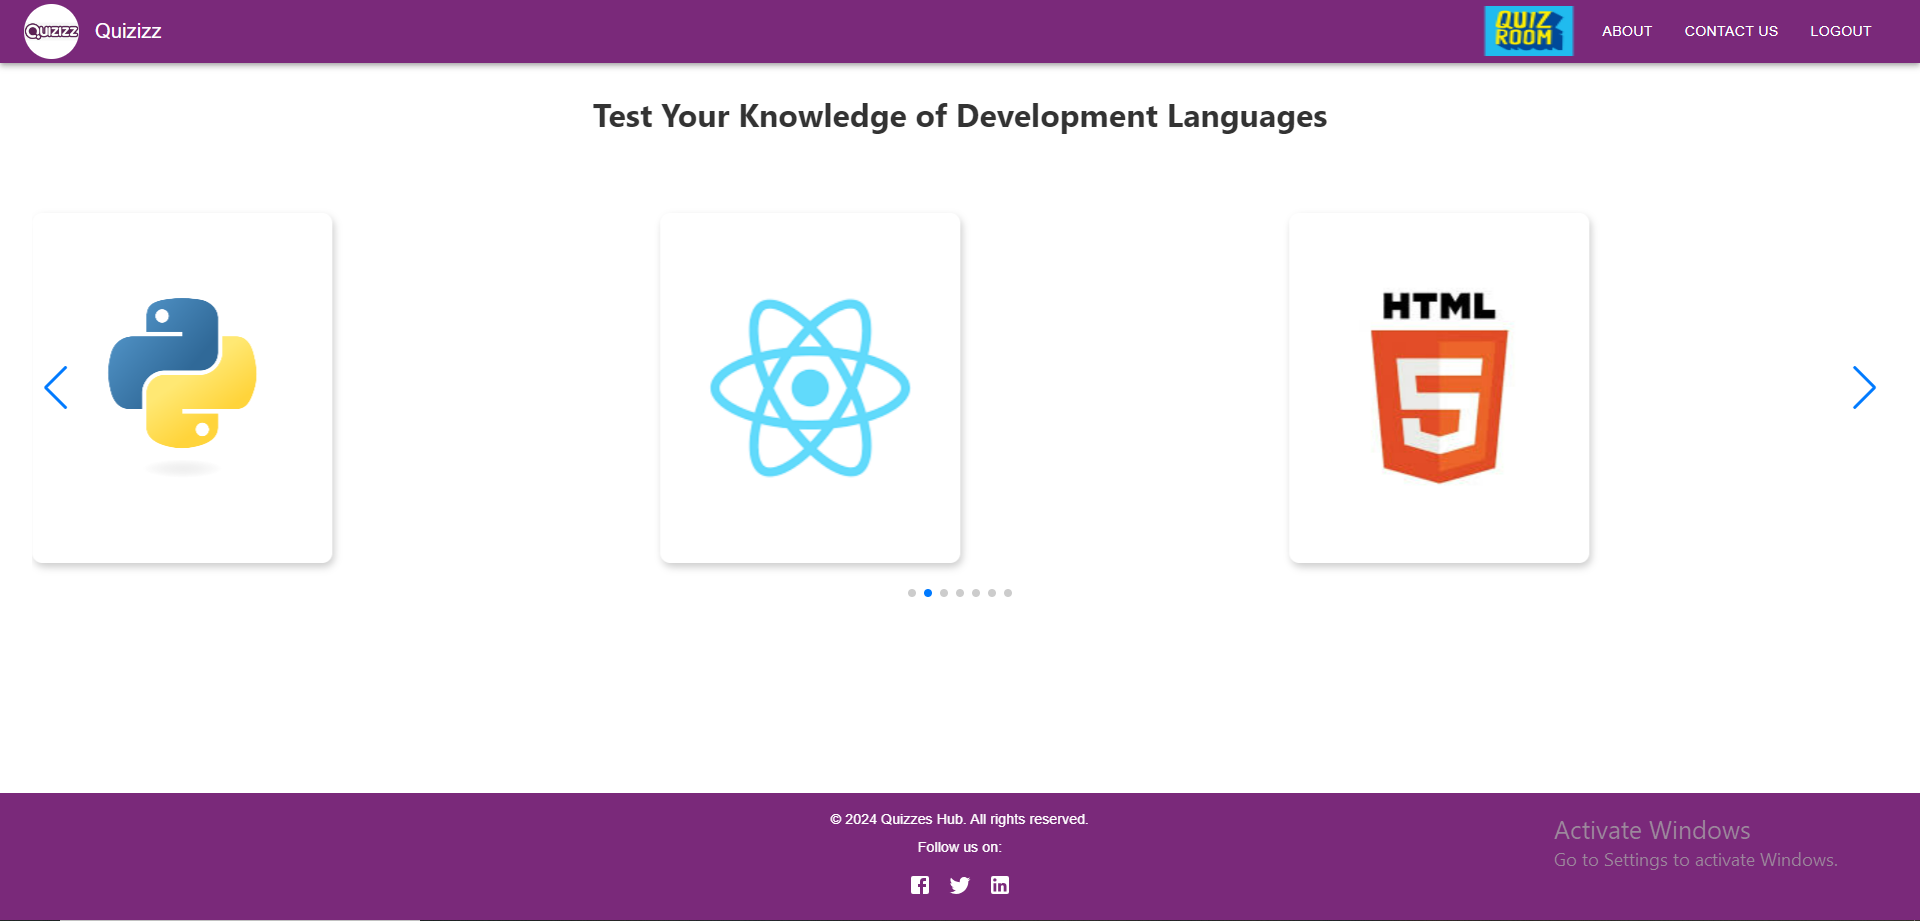 Quizizz
Quizizz
QUIZ
ROOM
ABOUT
CONTACT US
LOGOUT
Test Your Knowledge of Development Languages
HTML
5
© 2024 Quizzes Hub. All rights reserved.
Follow us on:
Activate Windows
Go to Settings to activate Windows.